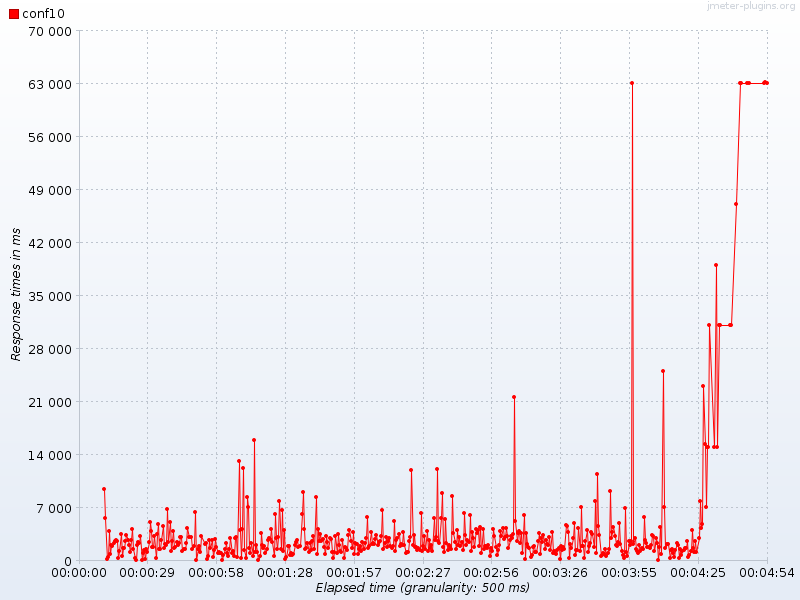 jmeter-plugins.org
conf10
70 000
63 000
56 000
49 000
42 000
35 000
28 000
21 000
14 000
7 000
0
Response times in ms
00:00:00 00:00:29 00:00:58 00:01:28 00:01:57 00:02:27 00:02:56 00:03:26 00:03:55 00:04:25 00:04:54
Elapsed time (granularity: 500 ms)